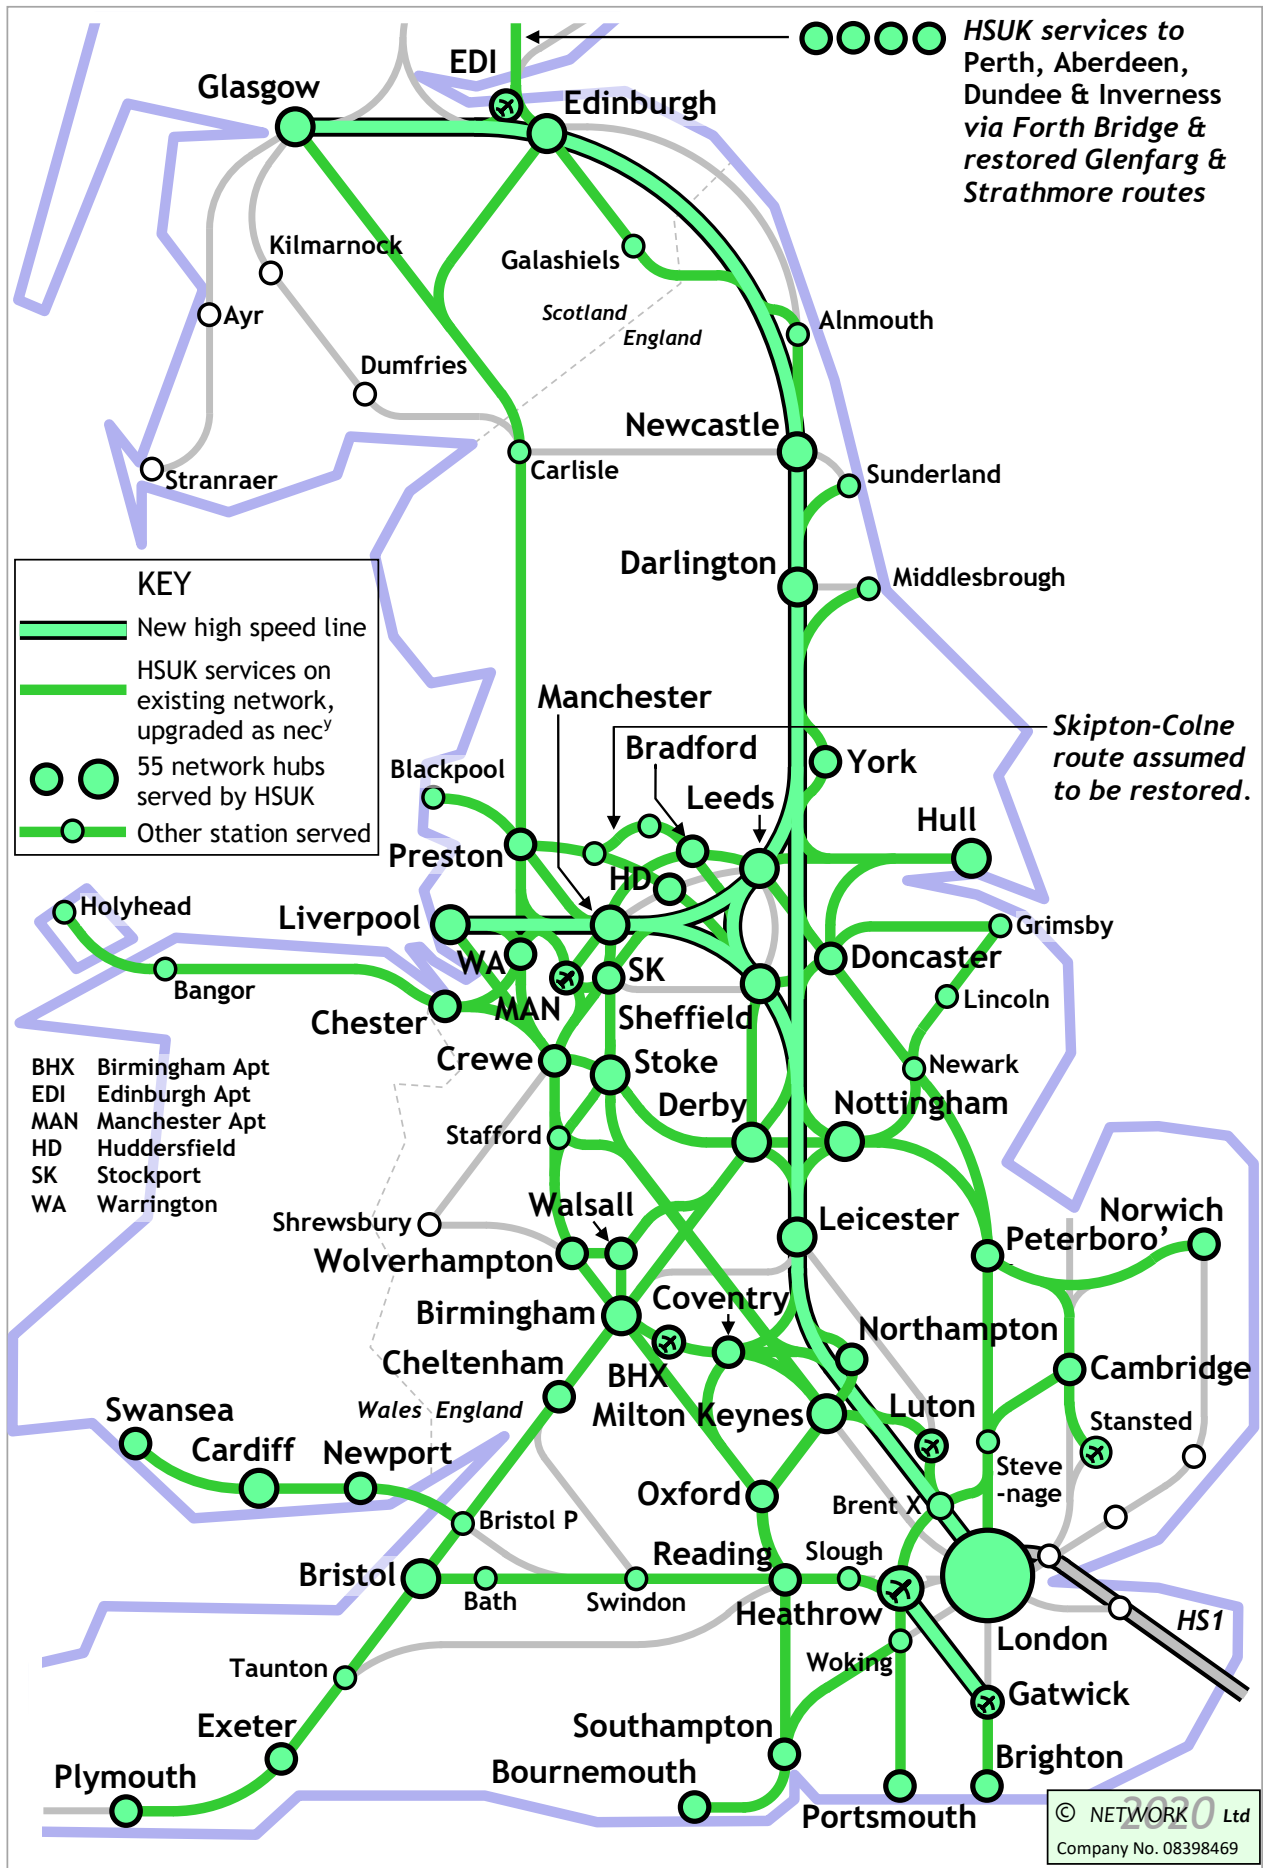 HSUK services to
Perth, Aberdeen,
Dundee & Inverness
via Forth Bridge &
restored Glenfarg &
Strathmore routes
EDI
Glasgow
Edinburgh
Kilmarnock
Galashiels
Ayr
Scotland
England
Alnmouth
Dumfries
Newcastle
Stranraer
Carlisle
Sunderland
Darlington
Middlesbrough
KEY
New high speed line
HSUK services on
existing network,
upgraded as necʸ
55 network hubs
served by HSUK
Other station served
Manchester
Skipton-Colne
route assumed
to be restored.
Bradford
York
Blackpool
Leeds
Hull
Preston
HD
Holyhead
Liverpool
Grimsby
WA
SK
Doncaster
Bangor
MAN
Lincoln
Chester
Sheffield
Crewe
Stoke
Newark
BHX Birmingham Apt
EDI Edinburgh Apt
MAN Manchester Apt
HD Huddersfield
SK Stockport
WA Warrington
Derby
Nottingham
Stafford
Walsall
Shrewsbury
Leicester
Norwich
Peterboro’
Wolverhampton
Birmingham
Coventry
Northampton
Cheltenham
BHX
Cambridge
Wales England
Milton Keynes
Luton
Stansted
Swansea
Cardiff
Newport
Steve
-nage
Oxford
Brent X
Bristol P
Reading
Slough
Bristol
Bath
Swindon
Heathrow
HS1
London
Woking
Taunton
Gatwick
Exeter
Southampton
Brighton
Plymouth
Bournemouth
Portsmouth
© NETWORK 2020 Ltd
Company No. 08398469